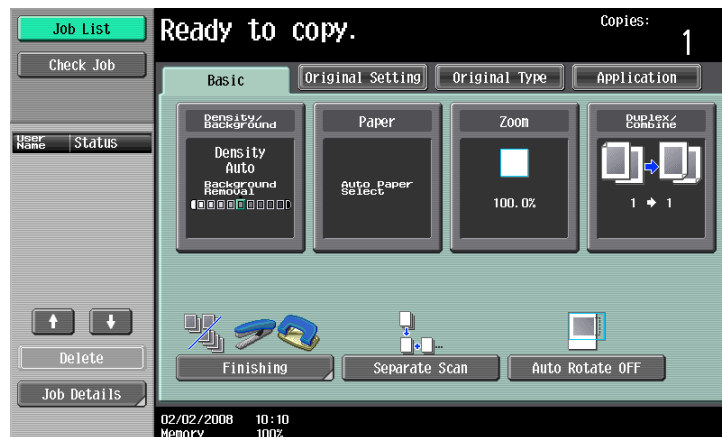 Job List
Check Job
User Name Status
Delete
Job Details
Ready to copy.
Copies:
1
Basic
Original Setting
Original Type
Application
Density/
Background
Density
Auto
Background
Removal
Paper
Auto Paper
Select
Zoom
100.0%
Duplex/
Combine
1 → 1
Finishing
Separate Scan
Auto Rotate OFF
02/02/2008 10:10
Memory 100%